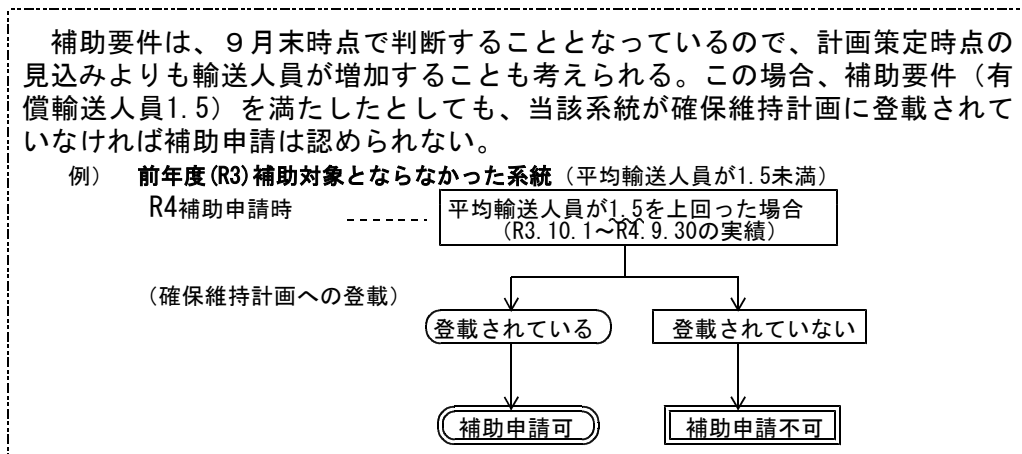 補助要件は、９月末時点で判断することとなっているので、計画策定時点の
見込みよりも輸送人員が増加することも考えられる。この場合、補助要件（有
償輸送人員1.5）を満たしたとしても、当該系統が確保維持計画に登載されて
いなければ補助申請は認められない。
例） 前年度(R3)補助対象とならなかった系統（平均輸送人員が1.5未満）
R4補助申請時 平均輸送人員が1.5を上回った場合
（R3.10.1～R4.9.30の実績）
（確保維持計画への登載）
登載されている 登載されていない
補助申請可 補助申請不可